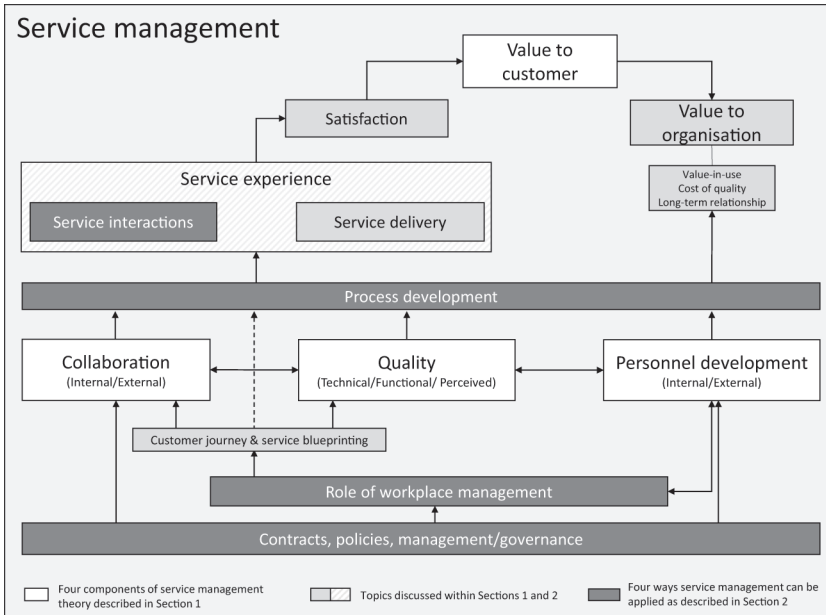 Service management
Value to
customer
Satisfaction
Value to
organisation
Service experience
Value-in-use
Cost of quality
Long-term relationship
Service interactions
Service delivery
Process development
Collaboration
(Internal/External)
Quality
(Technical/Functional/ Perceived)
Personnel development
(Internal/External)
Customer journey & service blueprinting
Role of workplace management
Contracts, policies, management/governance
Four components of service management
theory described in Section 1
Topics discussed within Sections 1 and 2
Four ways service management can be
applied as described in Section 2